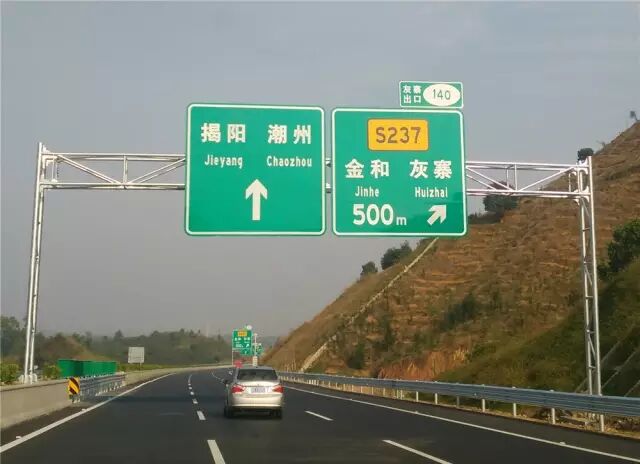 灰寨
出口 140
揭阳 潮州
Jieyang Chaozhou
S237
金和 灰寨
Jinhe Huizhai
500m